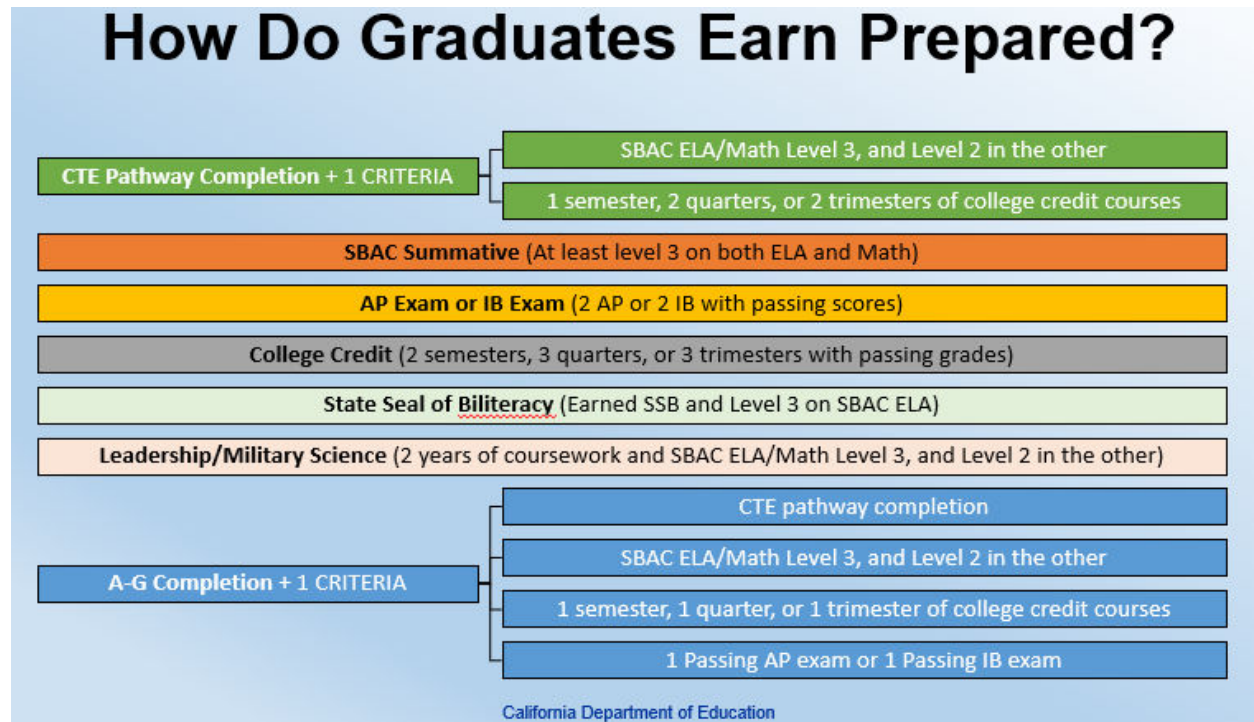 How Do Graduates Earn Prepared?
CTE Pathway Completion + 1 CRITERIA
SBAC ELA/Math Level 3, and Level 2 in the other
1 semester, 2 quarters, or 2 trimesters of college credit courses
SBAC Summative (At least level 3 on both ELA and Math)
AP Exam or IB Exam (2 AP or 2 IB with passing scores)
College Credit (2 semesters, 3 quarters, or 3 trimesters with passing grades)
State Seal of Biliteracy (Earned SSB and Level 3 on SBAC ELA)
Leadership/Military Science (2 years of coursework and SBAC ELA/Math Level 3, and Level 2 in the other)
A-G Completion + 1 CRITERIA
CTE pathway completion
SBAC ELA/Math Level 3, and Level 2 in the other
1 semester, 1 quarter, or 1 trimester of college credit courses
1 Passing AP exam or 1 Passing IB exam
California Department of Education